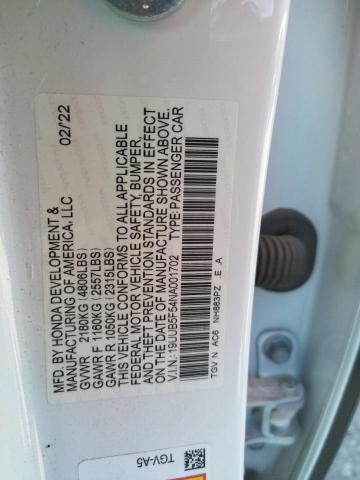 MFD. BY HONDA DEVELOPMENT &
MANUFACTURING OF AMERICA, LLC 02/'22
GVWR 2180KG (4806LBS)
GAWR F 1160KG (2557LBS)
GAWR R 1050KG (2315LBS)
THIS VEHICLE CONFORMS TO ALL APPLICABLE
FEDERAL MOTOR VEHICLE SAFETY, BUMPER,
AND THEFT PREVENTION STANDARDS IN EFFECT
ON THE DATE OF MANUFACTURE SHOWN ABOVE.
V.I.N.:19UUB5F54NA001702 TYPE:PASSENGER CAR
TGV N AC6 NH883PZ .E _A
TGV-A5